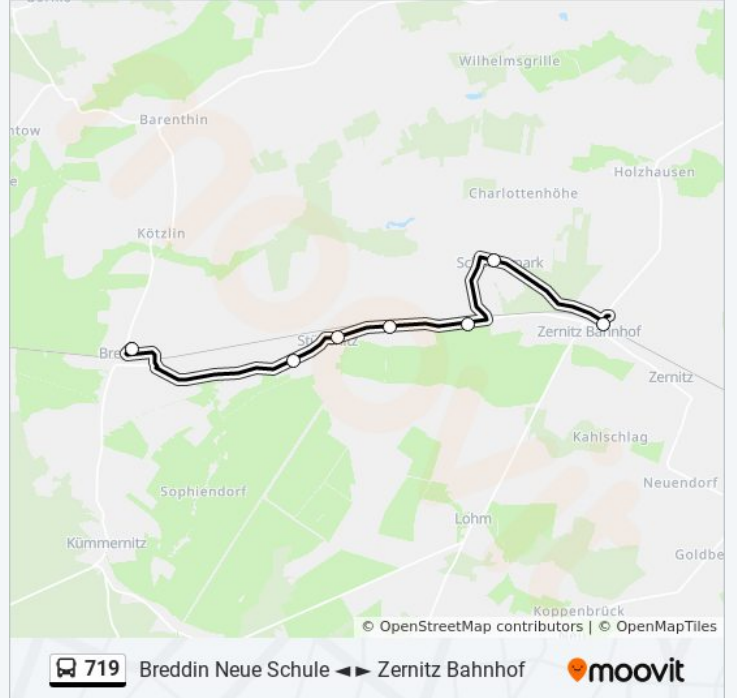 Wilhelmsgrille
Barenthin
Holzhausen
Charlottenhöhe
Kötzlin
Zernitz Bahnhof
Zernitz
Kahlschlag
Neuendorf
Sophiendorf
Lohm
Kümmernitz
Goldbe
Koppenbrück
© OpenStreetMap contributors | © OpenMapTiles
719 Breddin Neue Schule ◄ ► Zernitz Bahnhof moovit